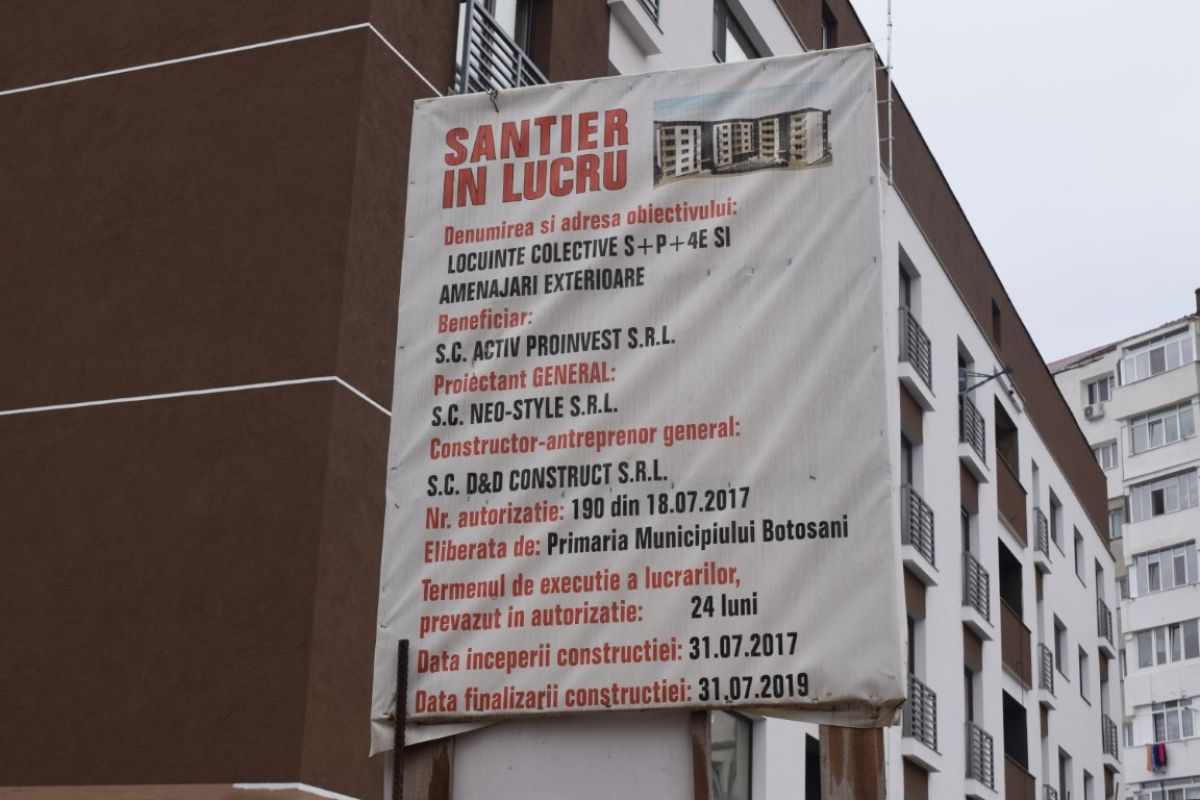 SANTIER
IN LUCRU
Denumirea si adresa obiectivului:
LOCUINTE COLECTIVE S+P+4E SI
AMENAJARI EXTERIOARE
Beneficiar:
S.C. ACTIV PROINVEST S.R.L.
Proiectant GENERAL:
S.C. NEO-STYLE S.R.L.
Constructor-antreprenor general:
S.C. D&D CONSTRUCT S.R.L.
Nr. autorizatie: 190 din 18.07.2017
Eliberata de: Primaria Municipiului Botosani
Termenul de executie a lucrarilor,
prevazut in autorizatie: 24 luni
Data inceperii constructiei: 31.07.2017
Data finalizarii constructiei: 31.07.2019